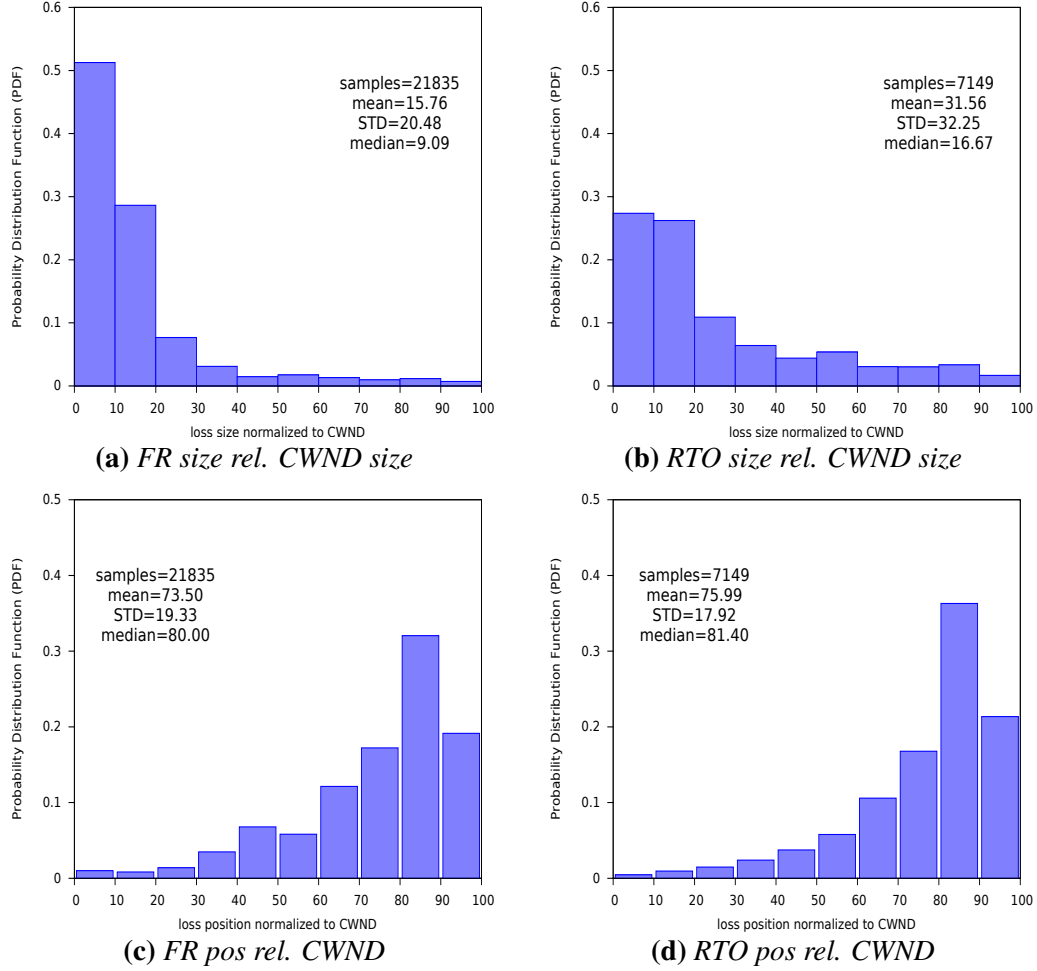 0.6
0.5
0.4
0.3
0.2
0.1
0
Probability Distribution Function (PDF)
samples=21835
mean=15.76
STD=20.48
median=9.09
0 10 20 30 40 50 60 70 80 90 100
loss size normalized to CWND
(a) FR size rel. CWND size
0.6
0.5
0.4
0.3
0.2
0.1
0
Probability Distribution Function (PDF)
samples=7149
mean=31.56
STD=32.25
median=16.67
0 10 20 30 40 50 60 70 80 90 100
loss size normalized to CWND
(b) RTO size rel. CWND size
0.5
0.4
0.3
0.2
0.1
0
Probability Distribution Function (PDF)
samples=21835
mean=73.50
STD=19.33
median=80.00
0 10 20 30 40 50 60 70 80 90 100
loss position normalized to CWND
(c) FR pos rel. CWND
0.5
0.4
0.3
0.2
0.1
0
Probability Distribution Function (PDF)
samples=7149
mean=75.99
STD=17.92
median=81.40
0 10 20 30 40 50 60 70 80 90 100
loss position normalized to CWND
(d) RTO pos rel. CWND